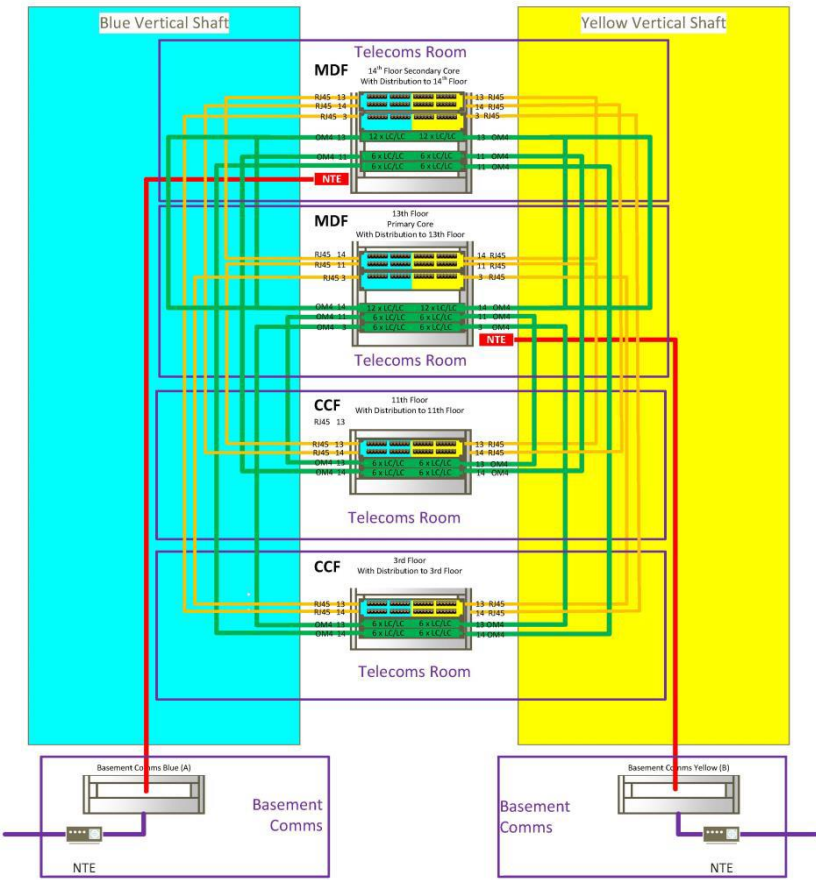 Blue Vertical Shaft
Yellow Vertical Shaft
Telecoms Room
MDF
14th Floor Secondary Core
With Distribution to 14th Floor
RJ45 13
13 RJ45
RJ45 14
14 RJ45
RJ45 3
3 RJ45
OM4 13
12 x LC/LC 12 x LC/LC
13 OM4
OM4 11
6 x LC/LC 6 x LC/LC
11 OM4
6 x LC/LC 6 x LC/LC
11 OM4
NTE
MDF
13th Floor
Primary Core
With Distribution to 13th Floor
RJ45 14
14 RJ45
RJ45 11
11 RJ45
RJ45 3
3 RJ45
OM4 14
12 x LC/LC 12 x LC/LC
14 OM4
OM4 11
6 x LC/LC 6 x LC/LC
11 OM4
OM4 3
6 x LC/LC 6 x LC/LC
3 OM4
NTE
Telecoms Room
CCF
11th Floor
With Distribution to 11th Floor
RJ45 13
RJ45 13
13 RJ45
RJ45 14
14 RJ45
OM4 13
6 x LC/LC 6 x LC/LC
13 OM4
OM4 14
6 x LC/LC 6 x LC/LC
14 OM4
Telecoms Room
CCF
3rd Floor
With Distribution to 3rd Floor
RJ45 13
13 RJ45
RJ45 14
14 RJ45
OM4 13
6 x LC/LC 6 x LC/LC
13 OM4
OM4 14
6 x LC/LC 6 x LC/LC
14 OM4
Telecoms Room
Basement Comms Blue (A)
Basement
Comms
NTE
Basement Comms Yellow (B)
Basement
Comms
NTE